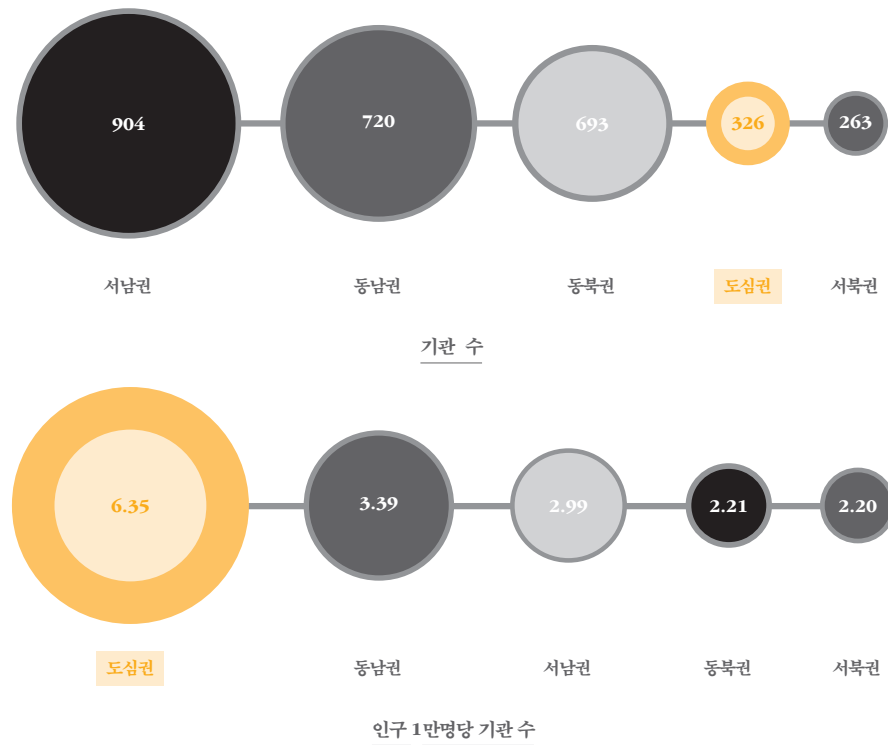 904 720 693 326 263
서남권 동남권 동북권 도심권 서북권
기관 수
6.35 3.39 2.99 2.21 2.20
도심권 동남권 서남권 동북권 서북권
인구 1만명당 기관 수